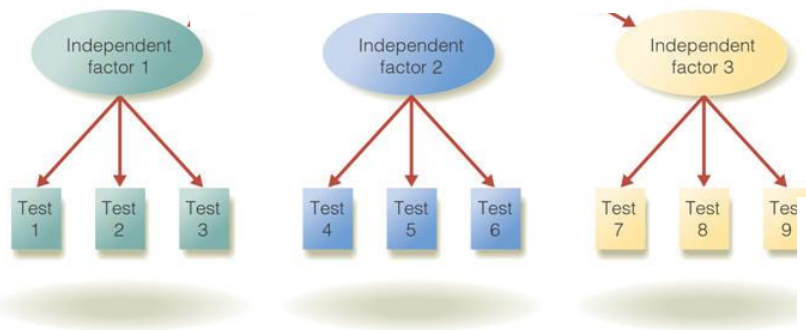 Independent
factor 1
Independent
factor 2
Independent
factor 3
Test
1
Test
2
Test
3
Test
4
Test
5
Test
6
Test
7
Test
8
Test
9